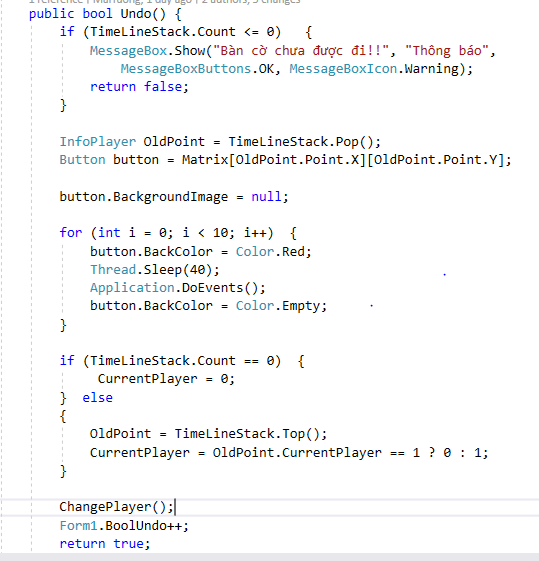 public bool Undo() {
if (TimeLineStack.Count <= 0) {
MessageBox.Show("Bàn cờ chưa được đi!!", "Thông báo",
MessageBoxButtons.OK, MessageBoxIcon.Warning);
return false;
}
InfoPlayer OldPoint = TimeLineStack.Pop();
Button button = Matrix[OldPoint.Point.X][OldPoint.Point.Y];
button.BackgroundImage = null;
for (int i = 0; i < 10; i++) {
button.BackColor = Color.Red;
Thread.Sleep(40);
Application.DoEvents();
button.BackColor = Color.Empty;
}
if (TimeLineStack.Count == 0) {
CurrentPlayer = 0;
} else
{
OldPoint = TimeLineStack.Top();
CurrentPlayer = OldPoint.CurrentPlayer == 1 ? 0 : 1;
}
ChangePlayer();
Form1.BoolUndo++;
return true;